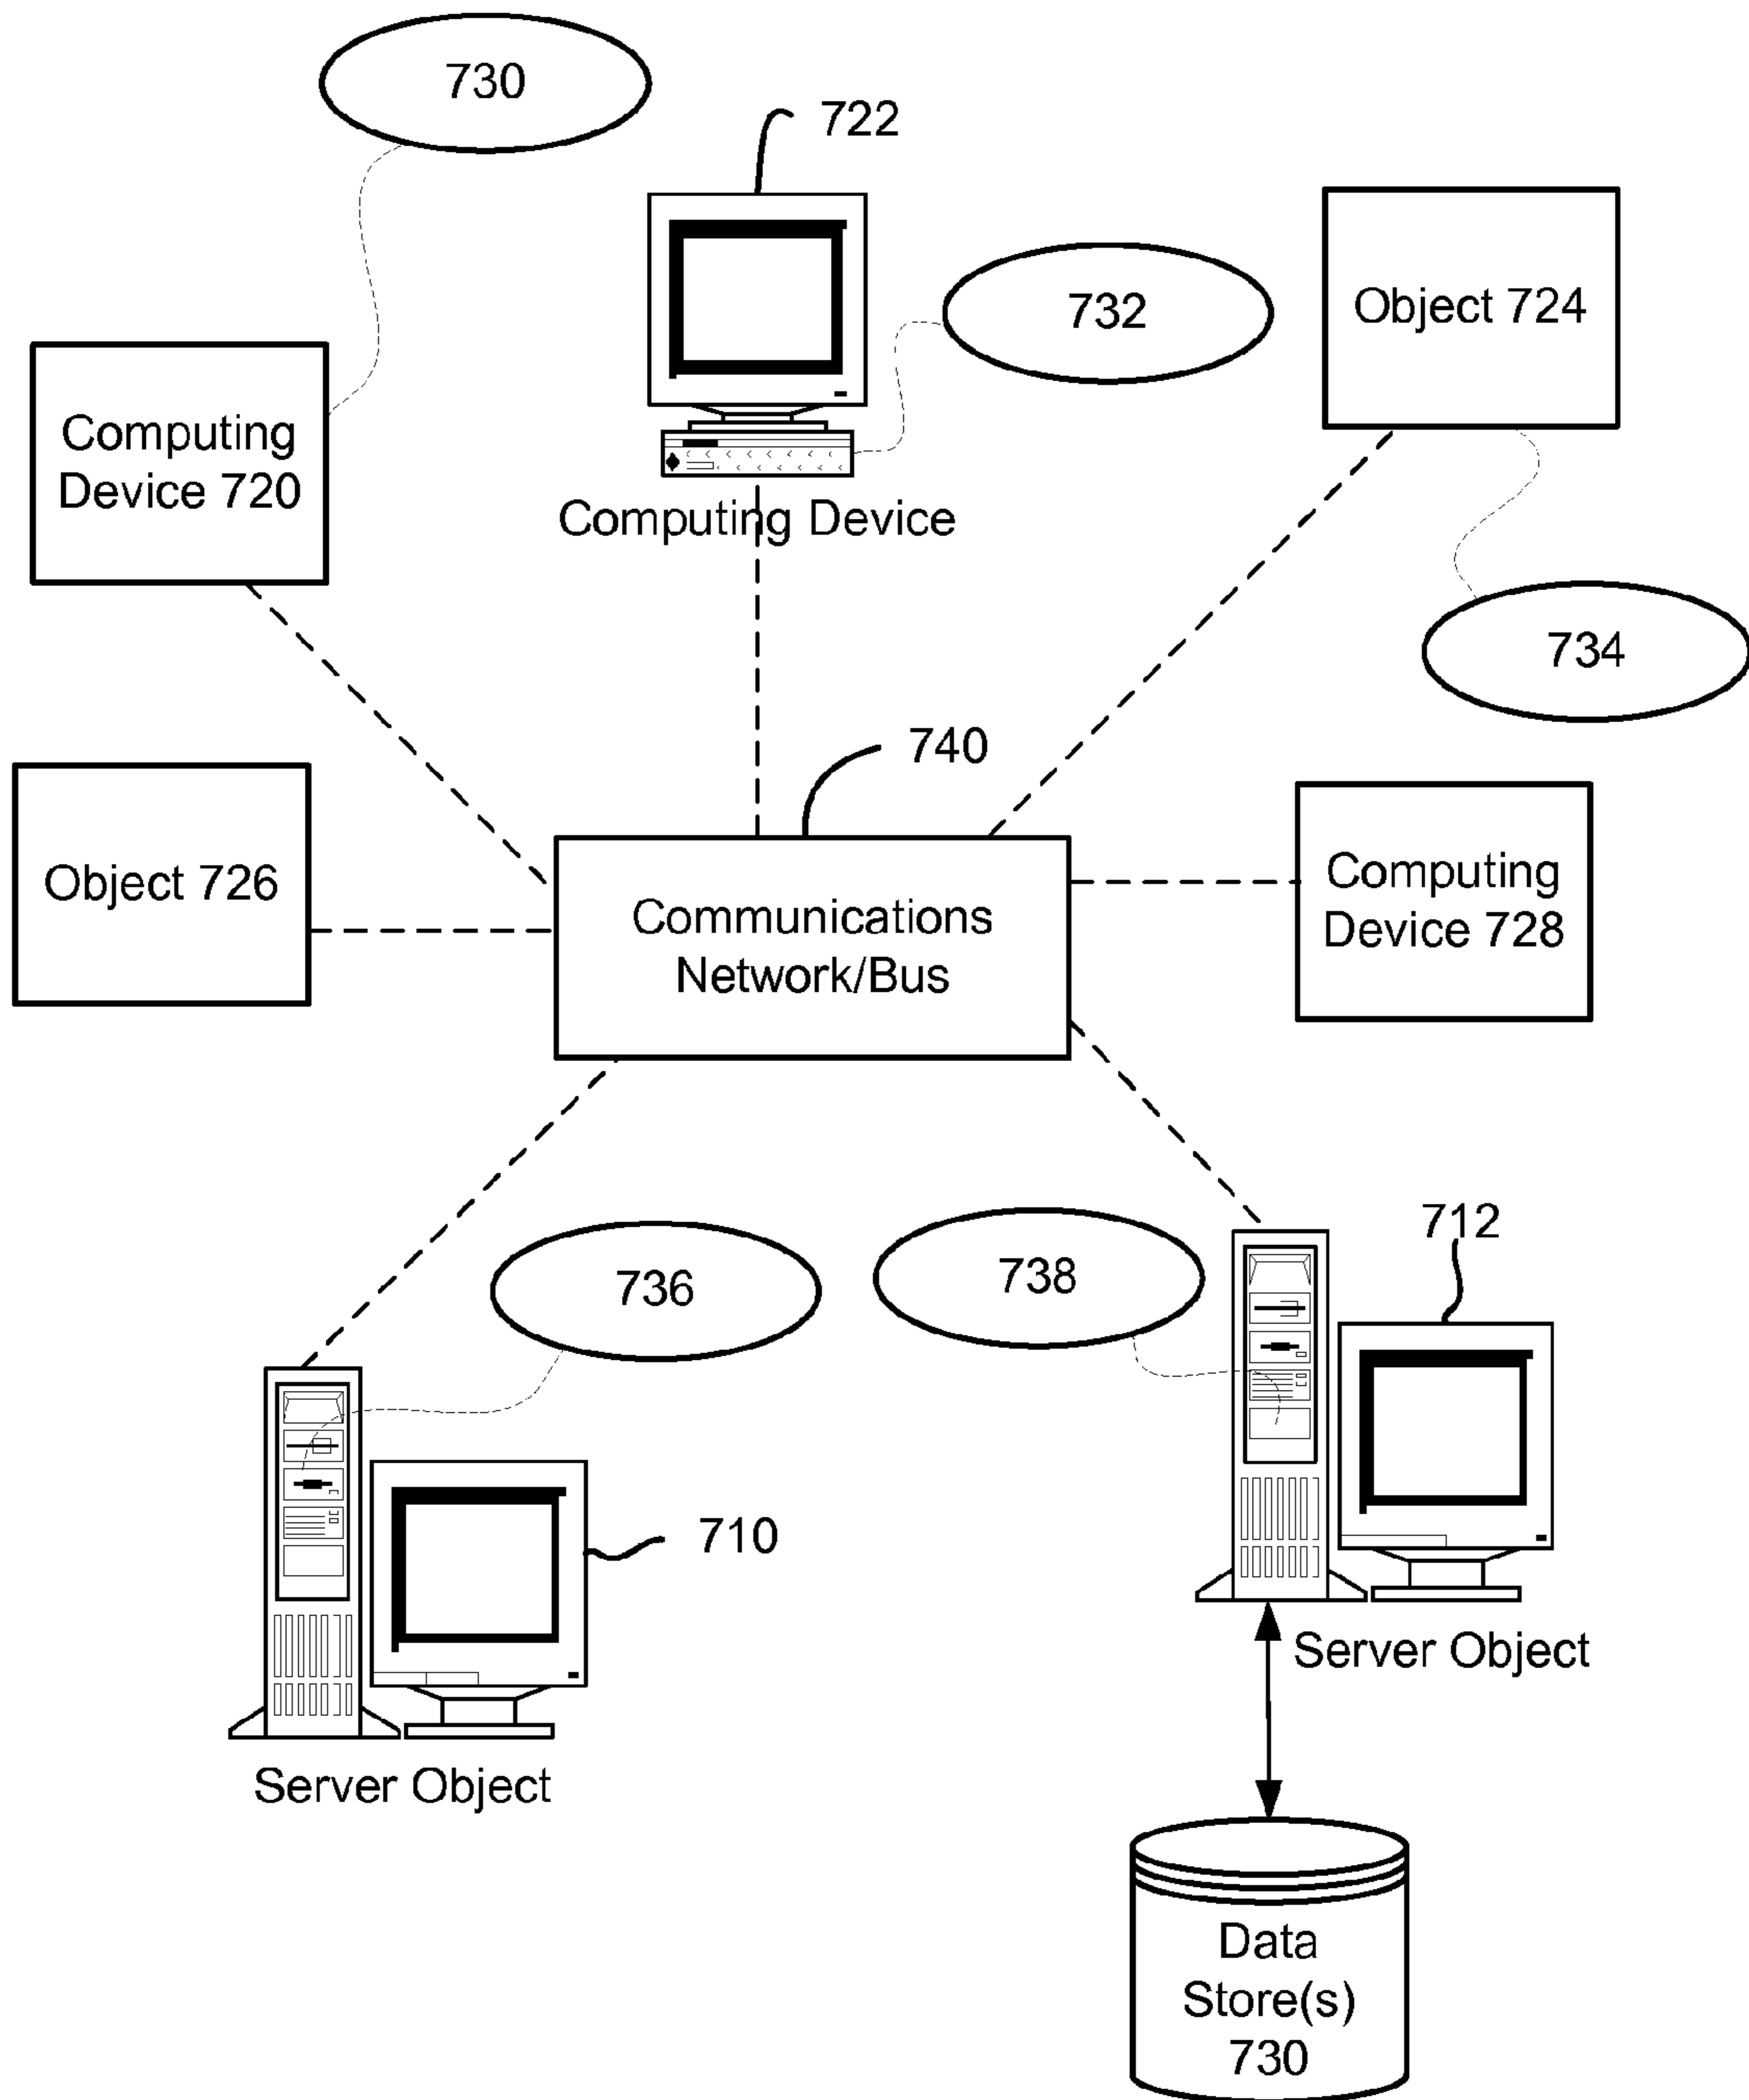 730
722
732
Object 724
Computing
Device 720
Computing Device
734
740
Object 726
Communications
Network/Bus
Computing
Device 728
736
738
712
710
Server Object
Server Object
Data
Store(s)
730